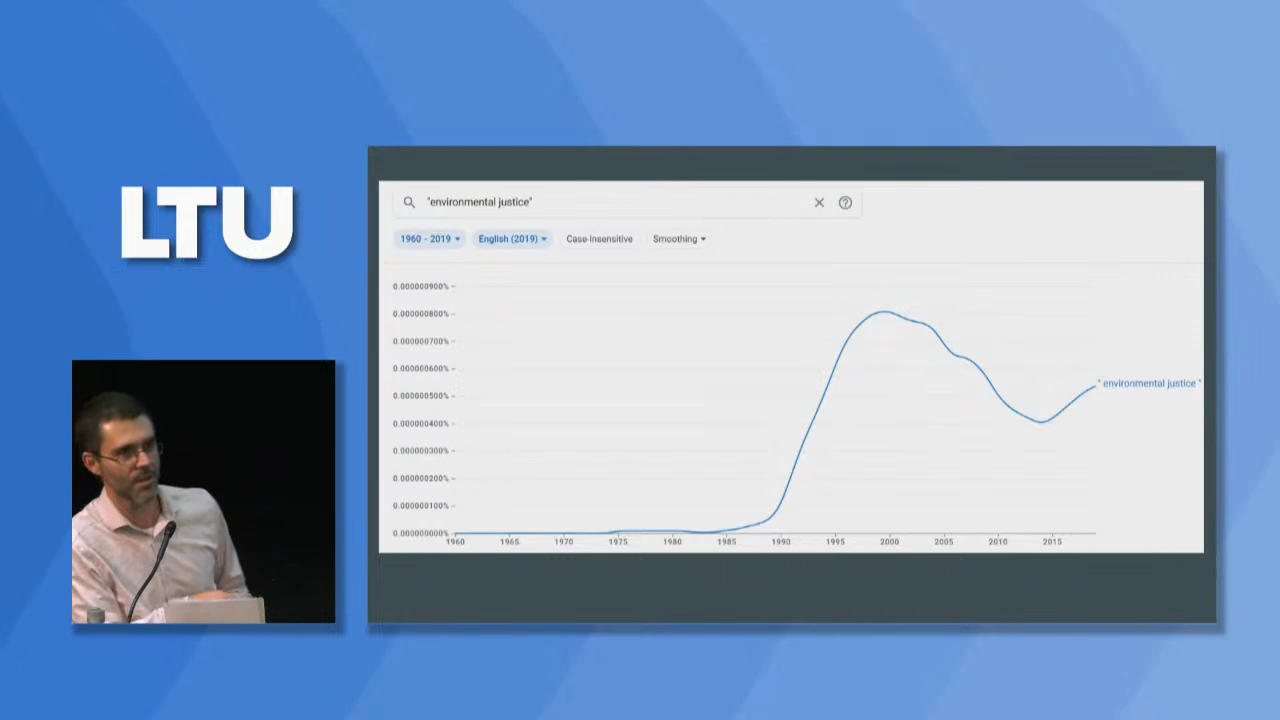 LTU
"environmental justice"
1960 - 2019 English (2019) Case-Insensitive Smoothing
0.000000900%
0.000000800%
0.000000700%
0.000000600%
0.000000500%
0.000000400%
0.000000300%
0.000000200%
0.000000100%
0.000000000%
" environmental justice "
1960 1965 1970 1975 1980 1985 1990 1995 2000 2005 2010 2015